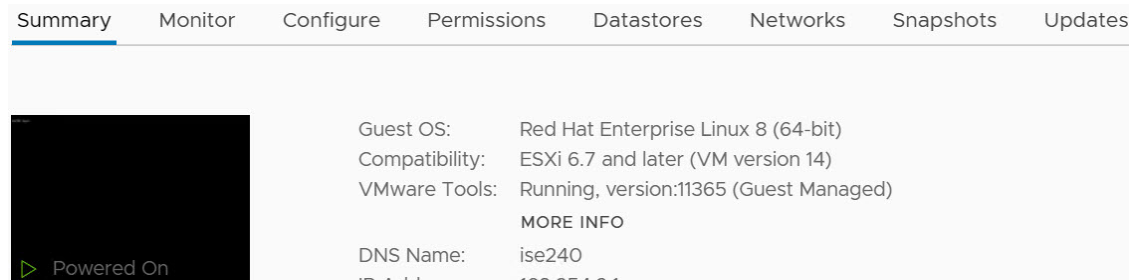 Summary Monitor Configure Permissions Datastores Networks Snapshots Updates
Guest OS: Red Hat Enterprise Linux 8 (64-bit)
Compatibility: ESXi 6.7 and later (VM version 14)
VMware Tools: Running, version:11365 (Guest Managed)
MORE INFO
DNS Name: ise240
Powered On